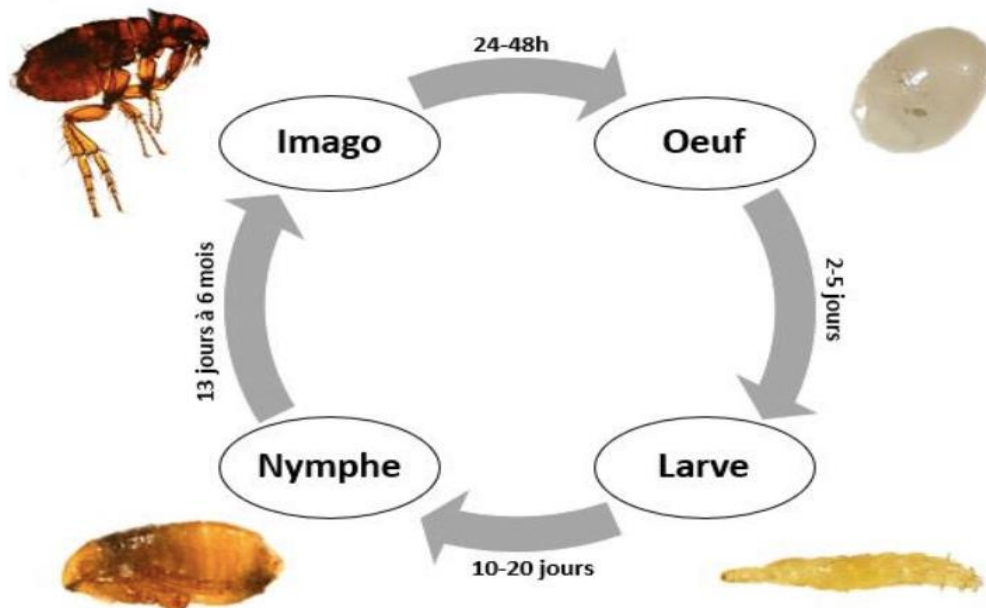 24-48h
Imago
Oeuf
2-5 jours
Larve
10-20 jours
Nymphe
13 jours à 6 mois